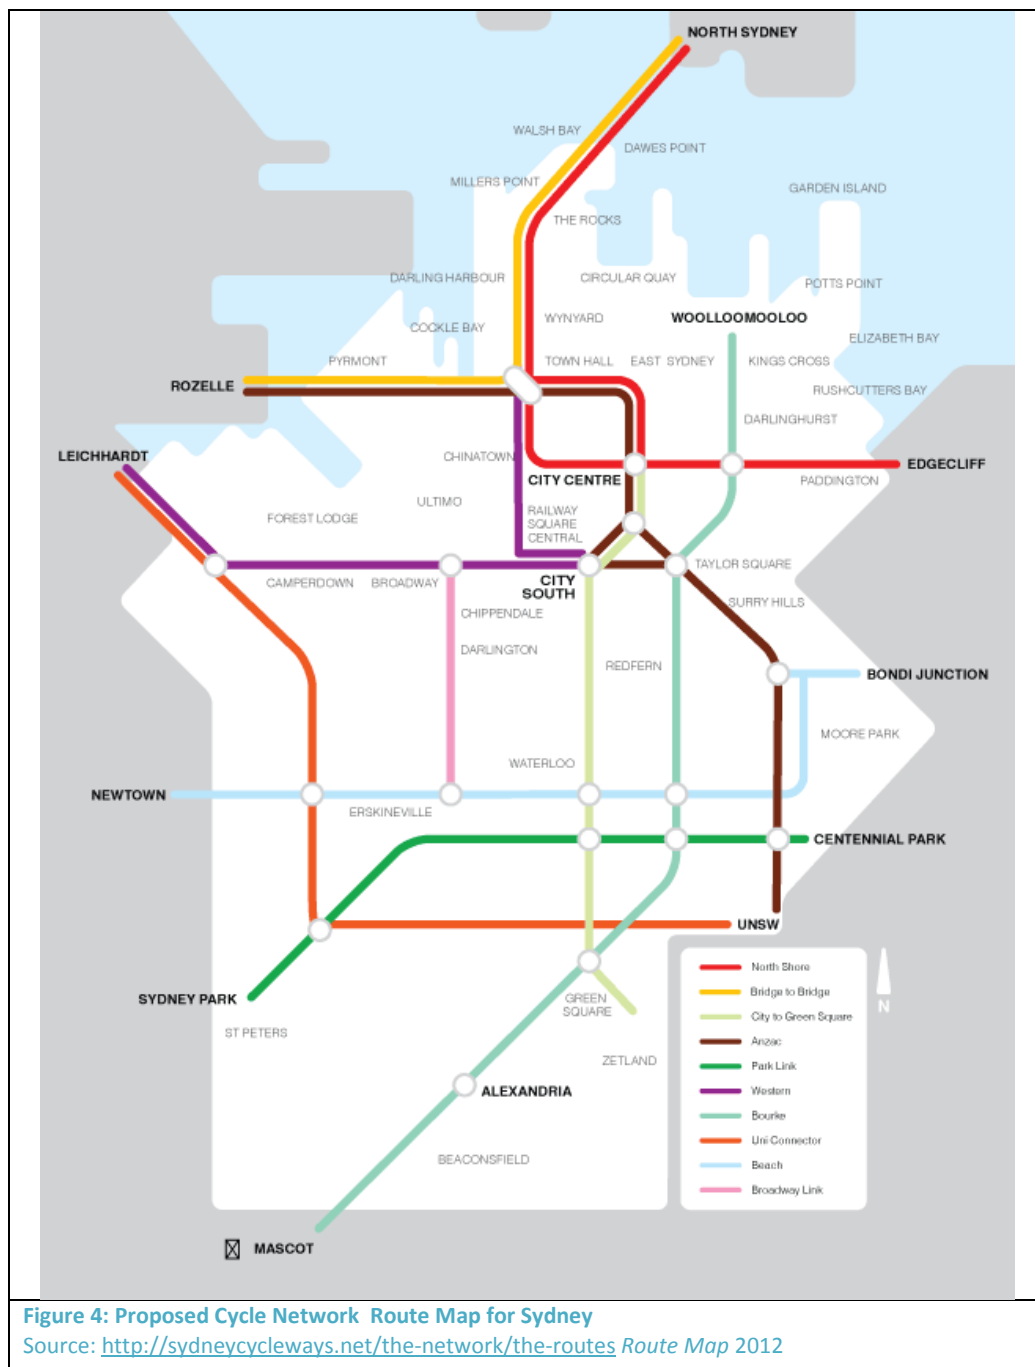 NORTH SYDNEY
WALSH BAY
DAWES POINT
MILLERS POINT
GARDEN ISLAND
THE ROCKS
DARLING HARBOUR
CIRCULAR QUAY
POTTS POINT
WYNYARD
WOOLLOOMOOLOO
COCKLE BAY
ELIZABETH BAY
PYRMONT
TOWN HALL
EAST SYDNEY
KINGS CROSS
ROZELLE
RUSHCUTTERS BAY
DARLINGHURST
LEICHHARDT
CHINATOWN
EDGECLIFF
CITY CENTRE
PADDINGTON
ULTIMO
FOREST LODGE
RAILWAY
SQUARE
CENTRAL
TAYLOR SQUARE
CAMPERDOWN
BROADWAY
CITY
SOUTH
SURRY HILLS
CHIPPENDALE
DARLINGTON
REDFERN
BONDI JUNCTION
MOORE PARK
WATERLOO
NEWTOWN
ERSKINEVILLE
CENTENNIAL PARK
UNSW
SYDNEY PARK
GREEN
SQUARE
ST PETERS
ZETLAND
ALEXANDRIA
BEACONSFIELD
MASCOT
North Shore
Bridge to Bridge
City to Green Square
Anzac
Park Link
Western
Bourke
Uni Connector
Beach
Broadway Link
N
Figure 4: Proposed Cycle Network Route Map for Sydney
Source: http://sydneycycleways.net/the-network/the-routes Route Map 2012